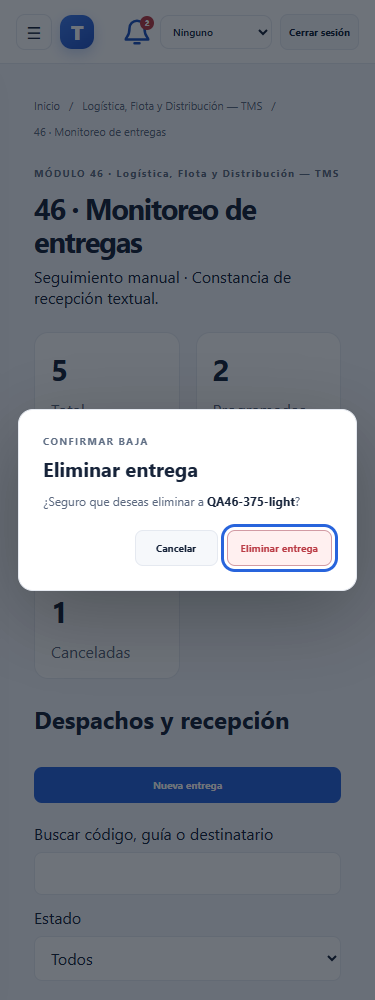 ☰ T 2 Ninguno Cerrar sesión
Inicio / Logística, Flota y Distribución — TMS /
46 · Monitoreo de entregas
MÓDULO 46 · Logística, Flota y Distribución — TMS
46 · Monitoreo de
entregas
Seguimiento manual · Constancia de
recepción textual.
5 2
Total Programadas
CONFIRMAR BAJA
Eliminar entrega
¿Seguro que deseas eliminar a QA46-375-light?
Cancelar Eliminar entrega
1
Canceladas
Despachos y recepción
Nueva entrega
Buscar código, guía o destinatario
Estado
Todos